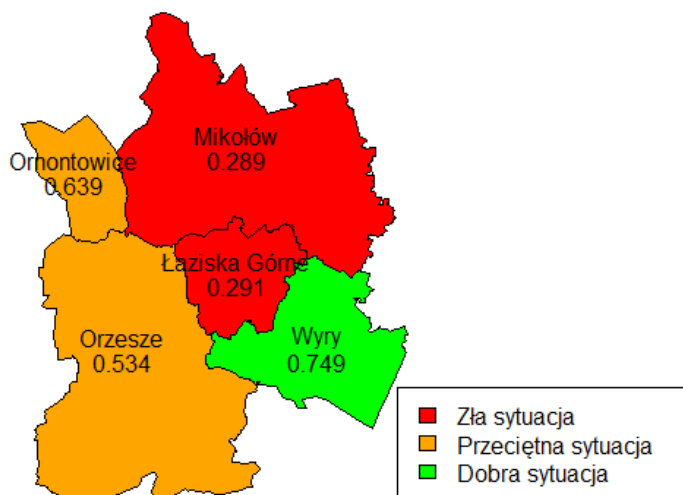 Mikołów
0.289
Ornontowice
0.639
Łaziska Górne
0.291
Orzesze
0.534
Wyry
0.749
Zła sytuacja
Przeciętna sytuacja
Dobra sytuacja